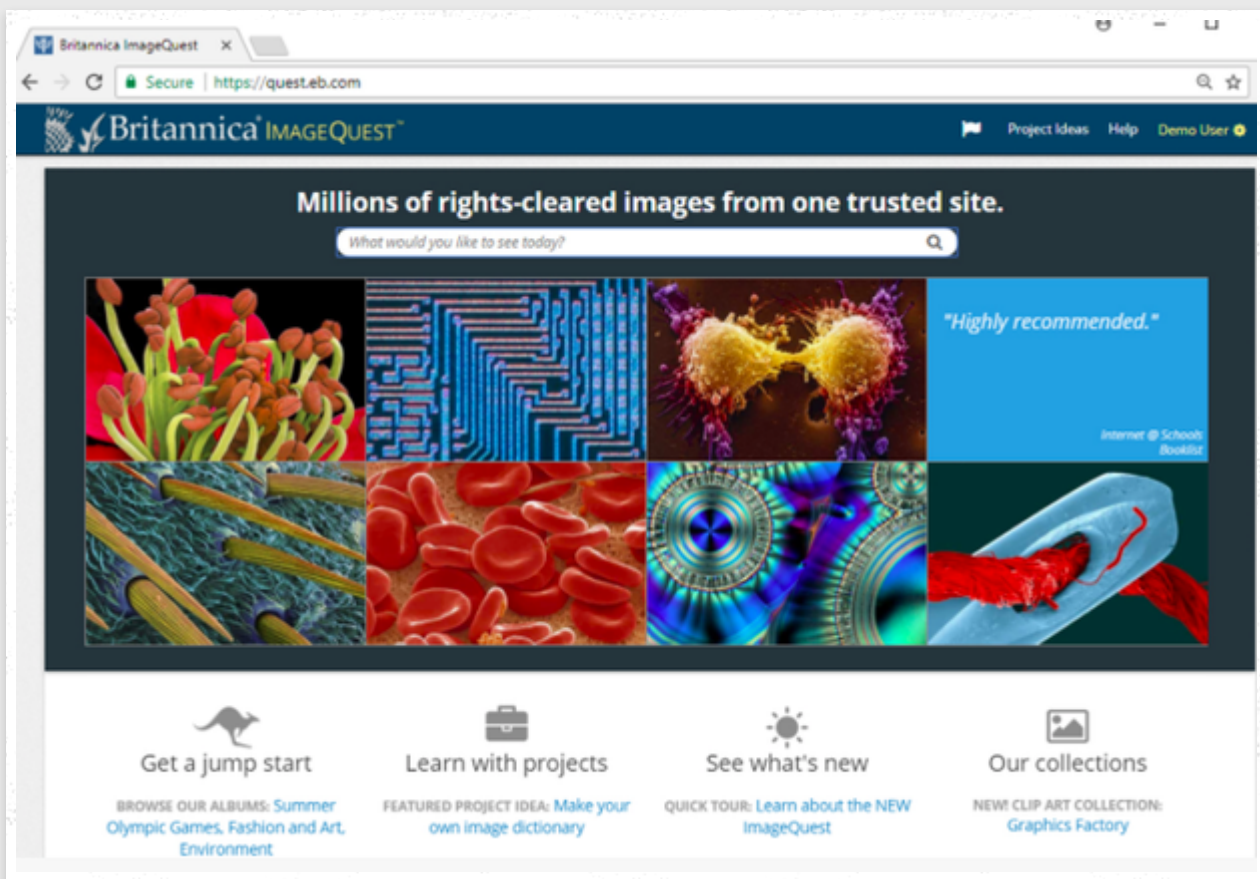 Britannica ImageQuest
Secure | https://quest.eb.com
Britannica® IMAGEQUEST™
Project Ideas Help Demo User
Millions of rights-cleared images from one trusted site.
What would you like to see today?
"Highly recommended."
Internet @ Schools
Booklist
Get a jump start
Learn with projects
See what's new
Our collections
BROWSE OUR ALBUMS: Summer
Olympic Games, Fashion and Art,
Environment
FEATURED PROJECT IDEA: Make your
own image dictionary
QUICK TOUR: Learn about the NEW
ImageQuest
NEW! CLIP ART COLLECTION:
Graphics Factory